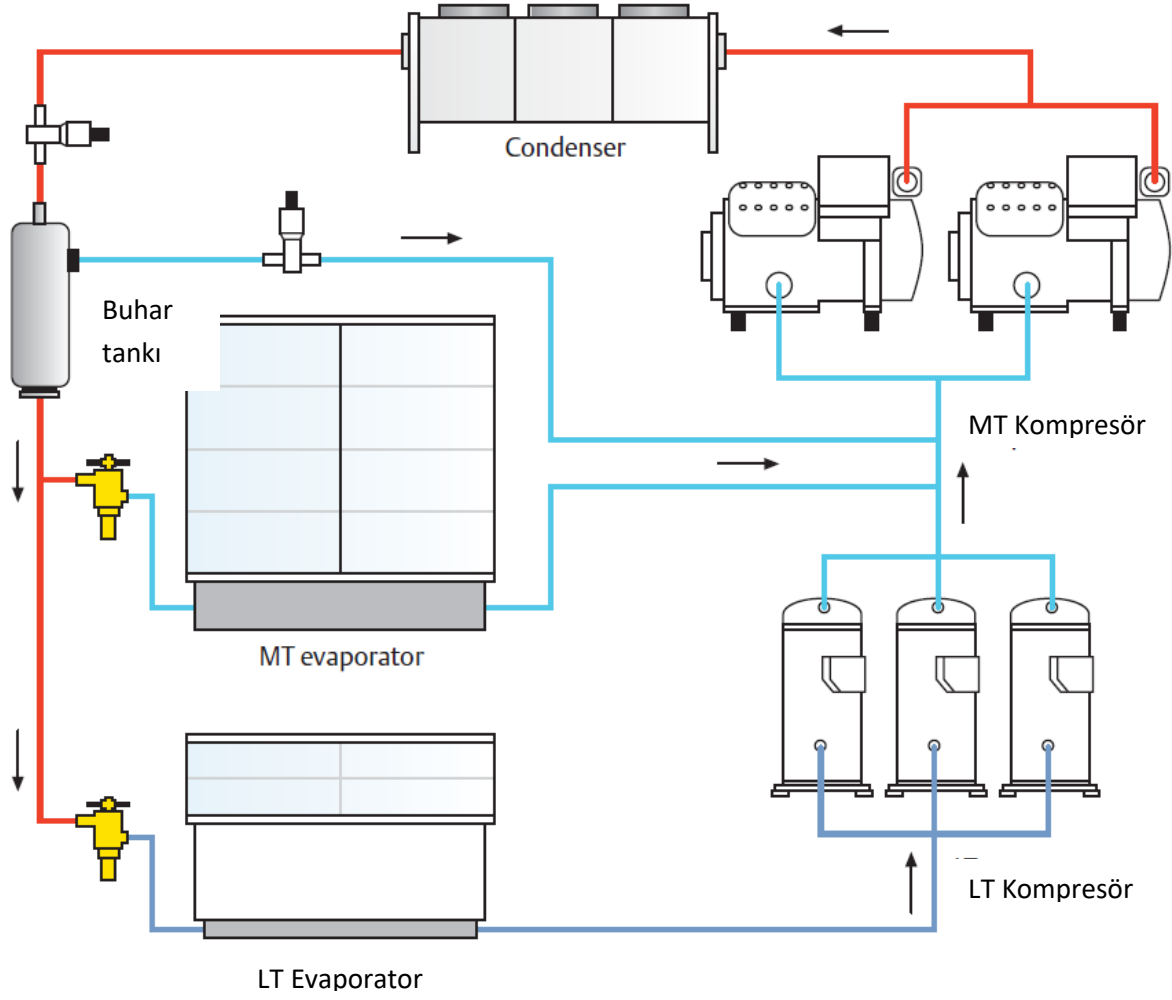 Condenser
Buhar
tankı
MT Kompresör
MT evaporator
LT Kompresör
LT Evaporator